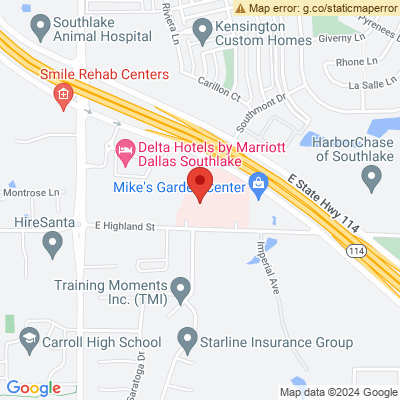 Map error: g.co/staticmaperror
Southlake
Animal Hospital
Riviera Ln
Kensington
Custom Homes
Giverny Ln
Pyrenees Dr
Rhone Ln
La Salle Ln
Smile Rehab Centers
Carillon Ct
Southmont Dr
Delta Hotels by Marriott
Dallas Southlake
HarborChase
of Southlake
Mike's Garden Center
Montrose Ln
E State Hwy 114
HireSanta
E Highland St
114
Imperial Ave
Training Moments
Inc. (TMI)
Carroll High School
Starline Insurance Group
Saratoga Dr
Google
Map data ©2024 Google